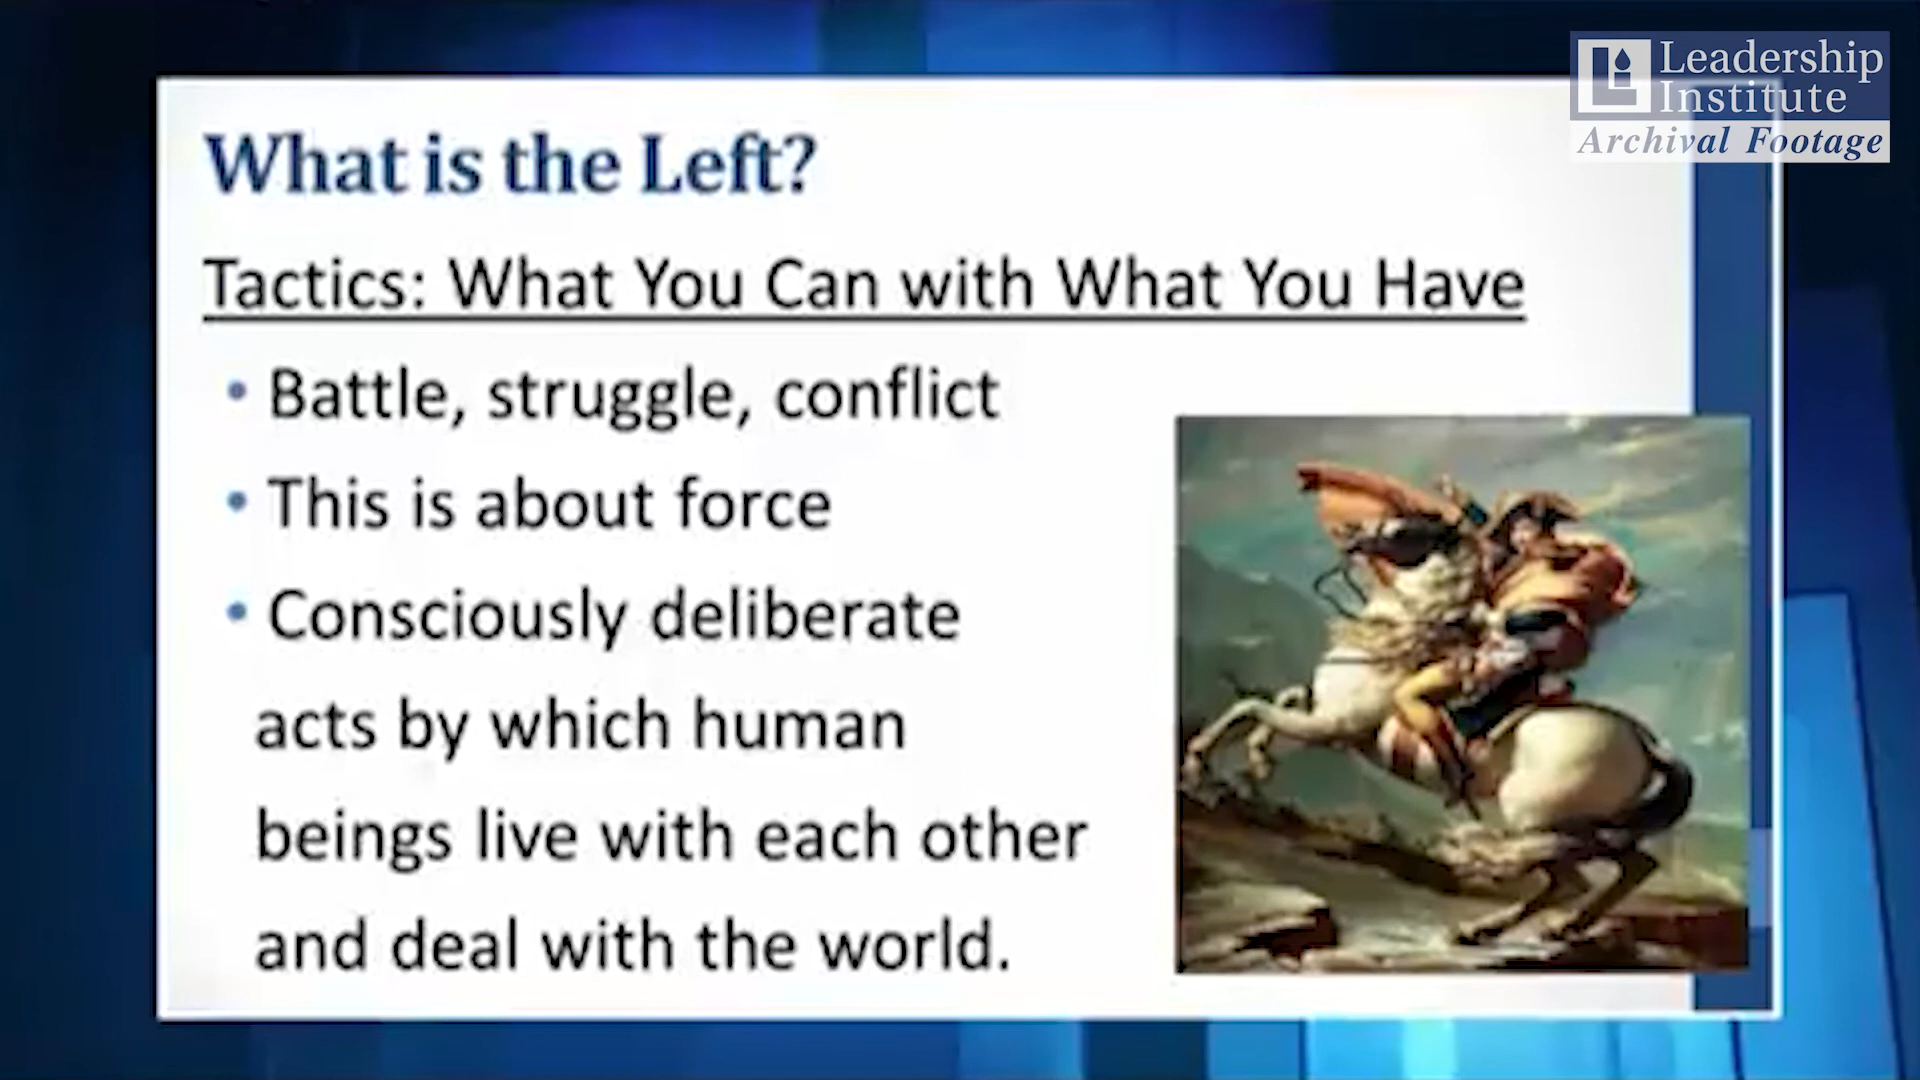 Leadership
Institute
Archival Footage
What is the Left?
Tactics: What You Can with What You Have
• Battle, struggle, conflict
• This is about force
• Consciously deliberate
acts by which human
beings live with each other
and deal with the world.